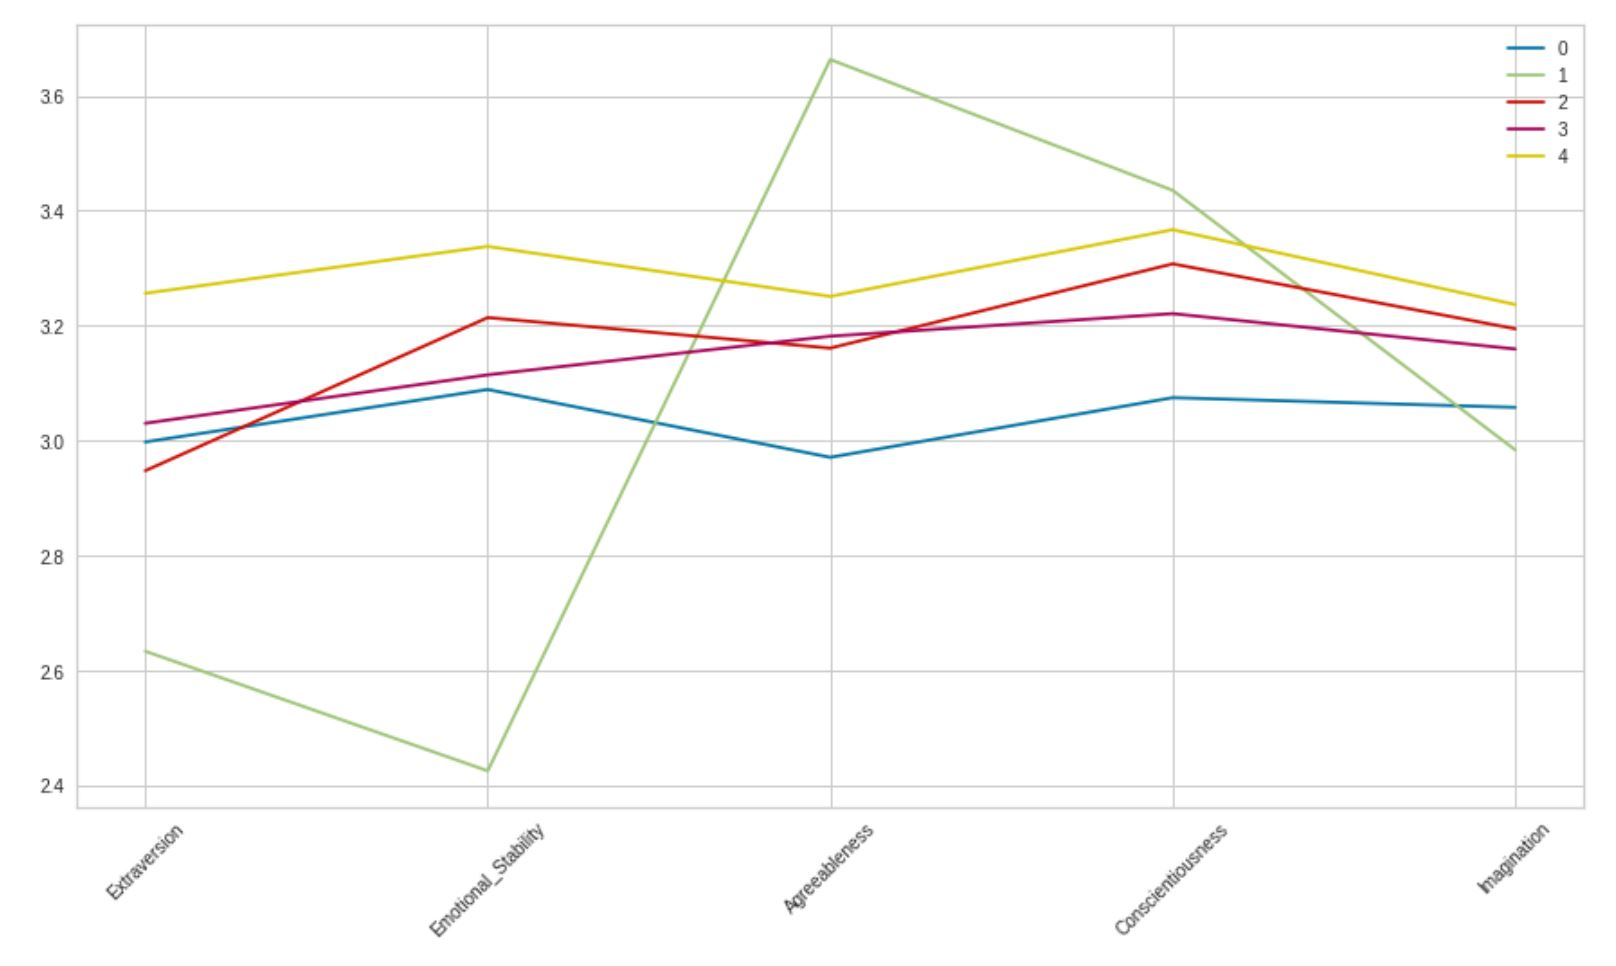 0
1
3.6
2
3
4
3.4
3.2
3.0
2.8
2.6
2.4
Extraversion
Emotional_Stability
Agreeableness
Conscientiousness
Imagination